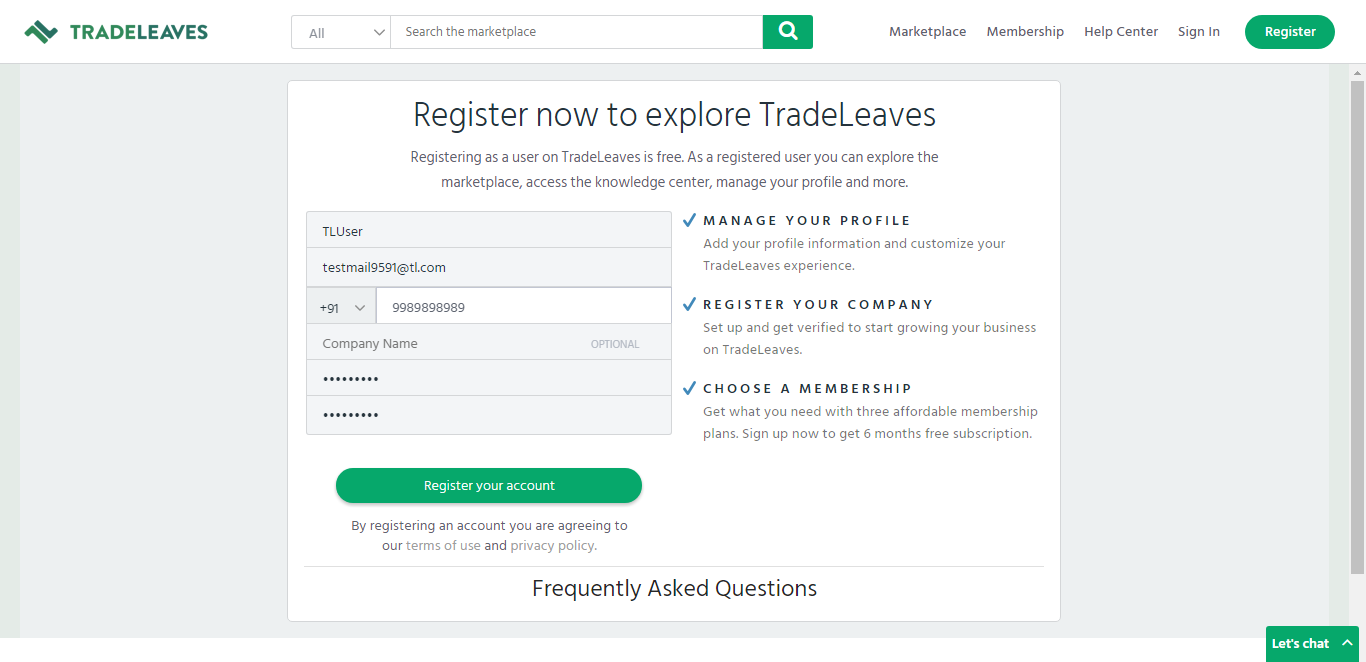 TRADELEAVES
All
Search the marketplace
Marketplace
Membership
Help Center
Sign In
Register
Register now to explore TradeLeaves
Registering as a user on TradeLeaves is free. As a registered user you can explore the
marketplace, access the knowledge center, manage your profile and more.
TLUser
testmail9591@tl.com
+91
9989898989
Company Name
OPTIONAL
•••••••••
•••••••••
Register your account
By registering an account you are agreeing to
our terms of use and privacy policy.
MANAGE YOUR PROFILE
Add your profile information and customize your
TradeLeaves experience.
REGISTER YOUR COMPANY
Set up and get verified to start growing your business
on TradeLeaves.
CHOOSE A MEMBERSHIP
Get what you need with three affordable membership
plans. Sign up now to get 6 months free subscription.
Frequently Asked Questions
Let's chat